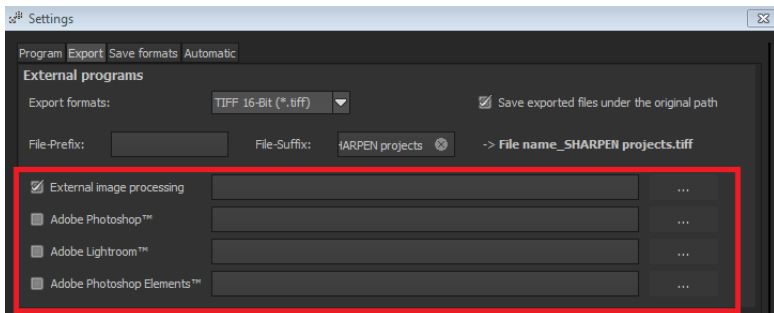 Settings
Program Export Save formats Automatic
External programs
Export formats: TIFF 16-Bit (*.tiff) Save exported files under the original path
File-Prefix: File-Suffix: HARPEN projects -> File name_SHARPEN projects.tiff
External image processing ...
Adobe Photoshop™ ...
Adobe Lightroom™ ...
Adobe Photoshop Elements™ ...